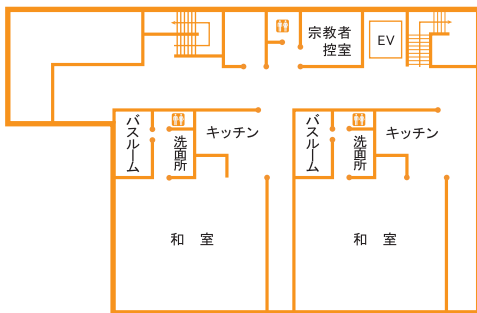 宗教者
控室
EV
バスルーム
洗面所
キッチン
バスルーム
洗面所
キッチン
和 室
和 室